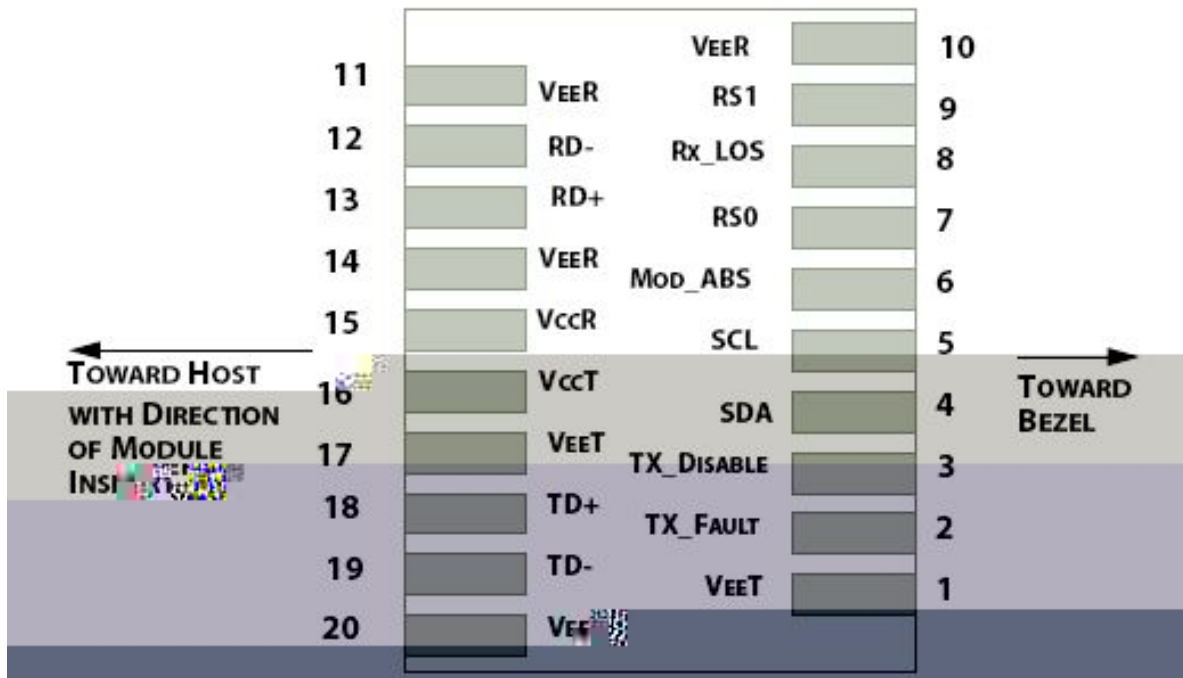 VEER 10
11 VEER
RS1 9
12 RD-
Rx_LOS 8
13 RD+
RS0 7
14 VEER
MOD_ABS 6
15 VCCR
SCL 5
TOWARD HOST
WITH DIRECTION
OF MODULE
16 VCCT
SDA 4
TOWARD
BEZEL
17 VEET
TX_DISABLE 3
18 TD+
TX_FAULT 2
19 TD-
VEET 1
20